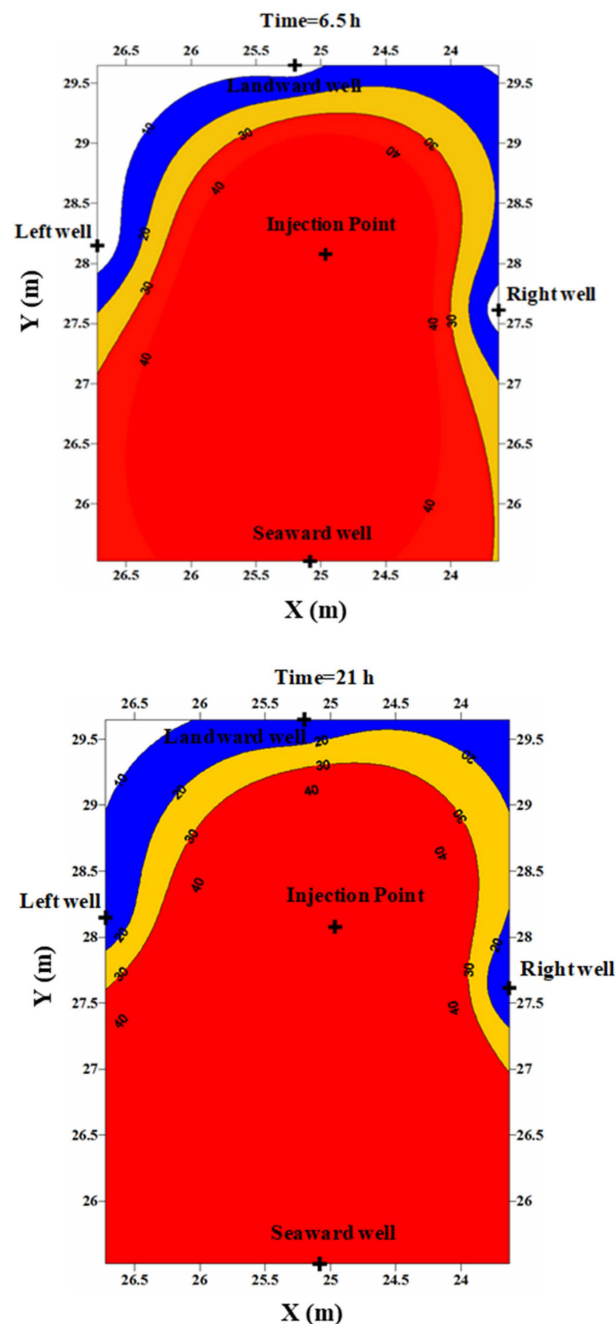 Time=6.5 h
26.5 26 25.5 25 24.5 24
29.5 29.5
Landward well
10
29 30 30 29
40
40
28.5 28.5
Injection Point
20
Left well
28 28
30
Right well
27.5 40 30 27.5
40
27 27
26.5 26.5
Y (m)
26 40 26
Seaward well
26.5 26 25.5 25 24.5 24
X (m)
Time=21 h
26.5 26 25.5 25 24.5 24
29.5 Landward well 20 29.5
20
30
10 20 40
29 29
30 30
40
28.5 28.5
40
Injection Point
Left well
28 20 20 28
30 30 Right well
27.5 40 27.5
40
27 27
26.5 26.5
Y (m)
26 26
Seaward well
26.5 26 25.5 25 24.5 24
X (m)